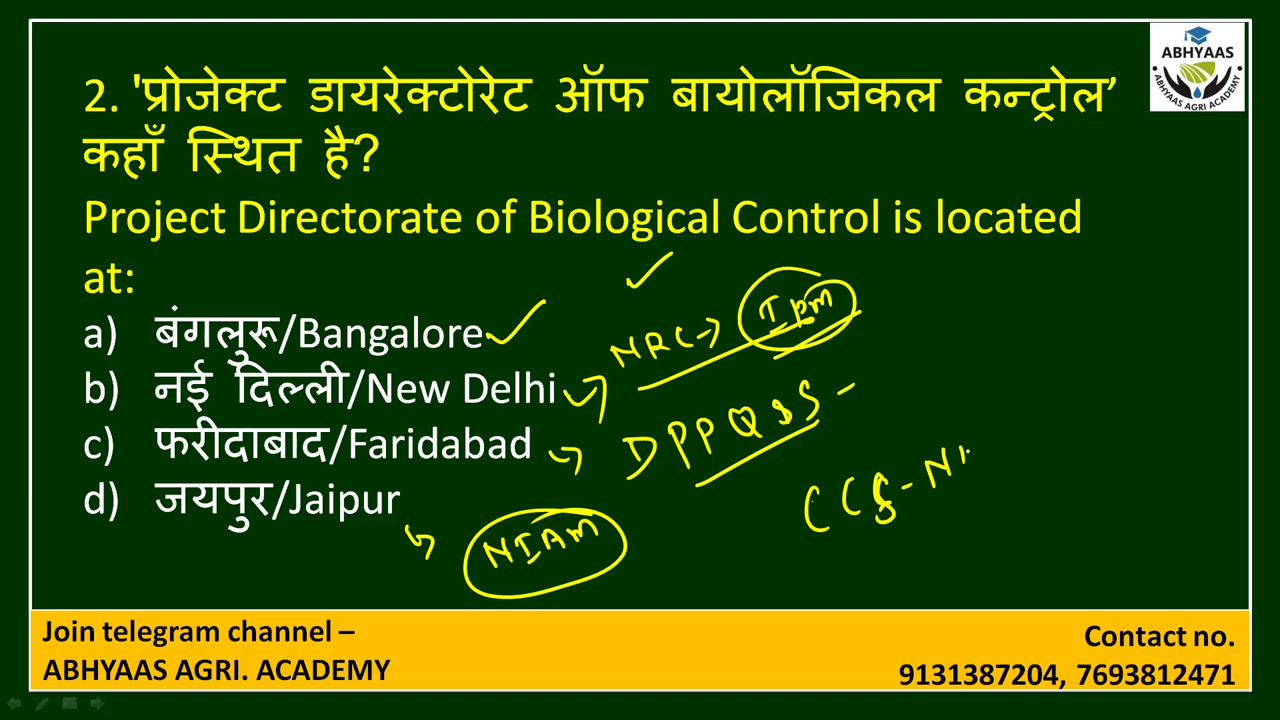 2. 'प्रोजेक्ट डायरेक्टोरेट ऑफ बायोलॉजिकल कन्ट्रोल’
कहाँ स्थित है?
Project Directorate of Biological Control is located
at:
a) बंगलुरू/Bangalore
b) नई दिल्ली/New Delhi
c) फरीदाबाद/Faridabad
d) जयपुर/Jaipur
NRC → IPM
DPPQ&S -
NIAM
ABHYAAS
ABHYAAS AGRI ACADEMY
Join telegram channel –
ABHYAAS AGRI. ACADEMY
Contact no.
9131387204, 7693812471